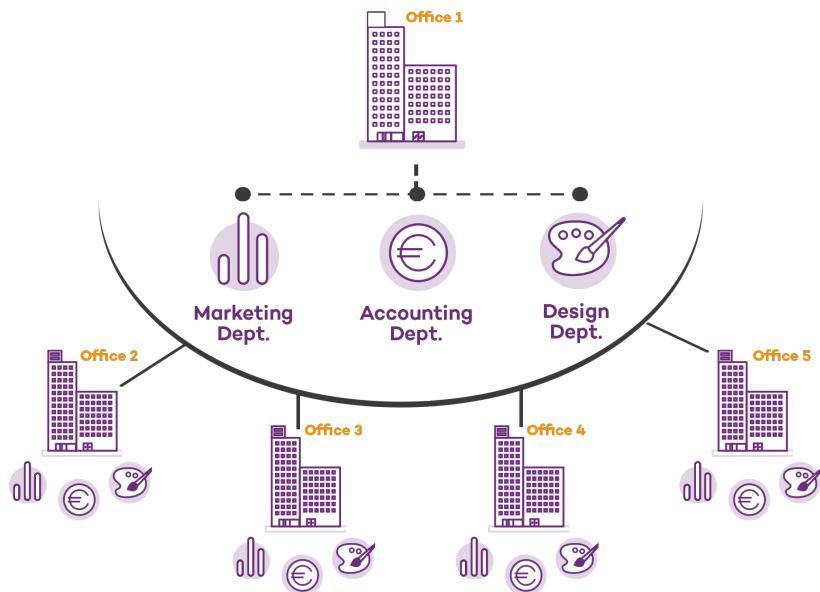 Office 1
Marketing
Dept.
Accounting
Dept.
Design
Dept.
Office 2
Office 3
Office 4
Office 5